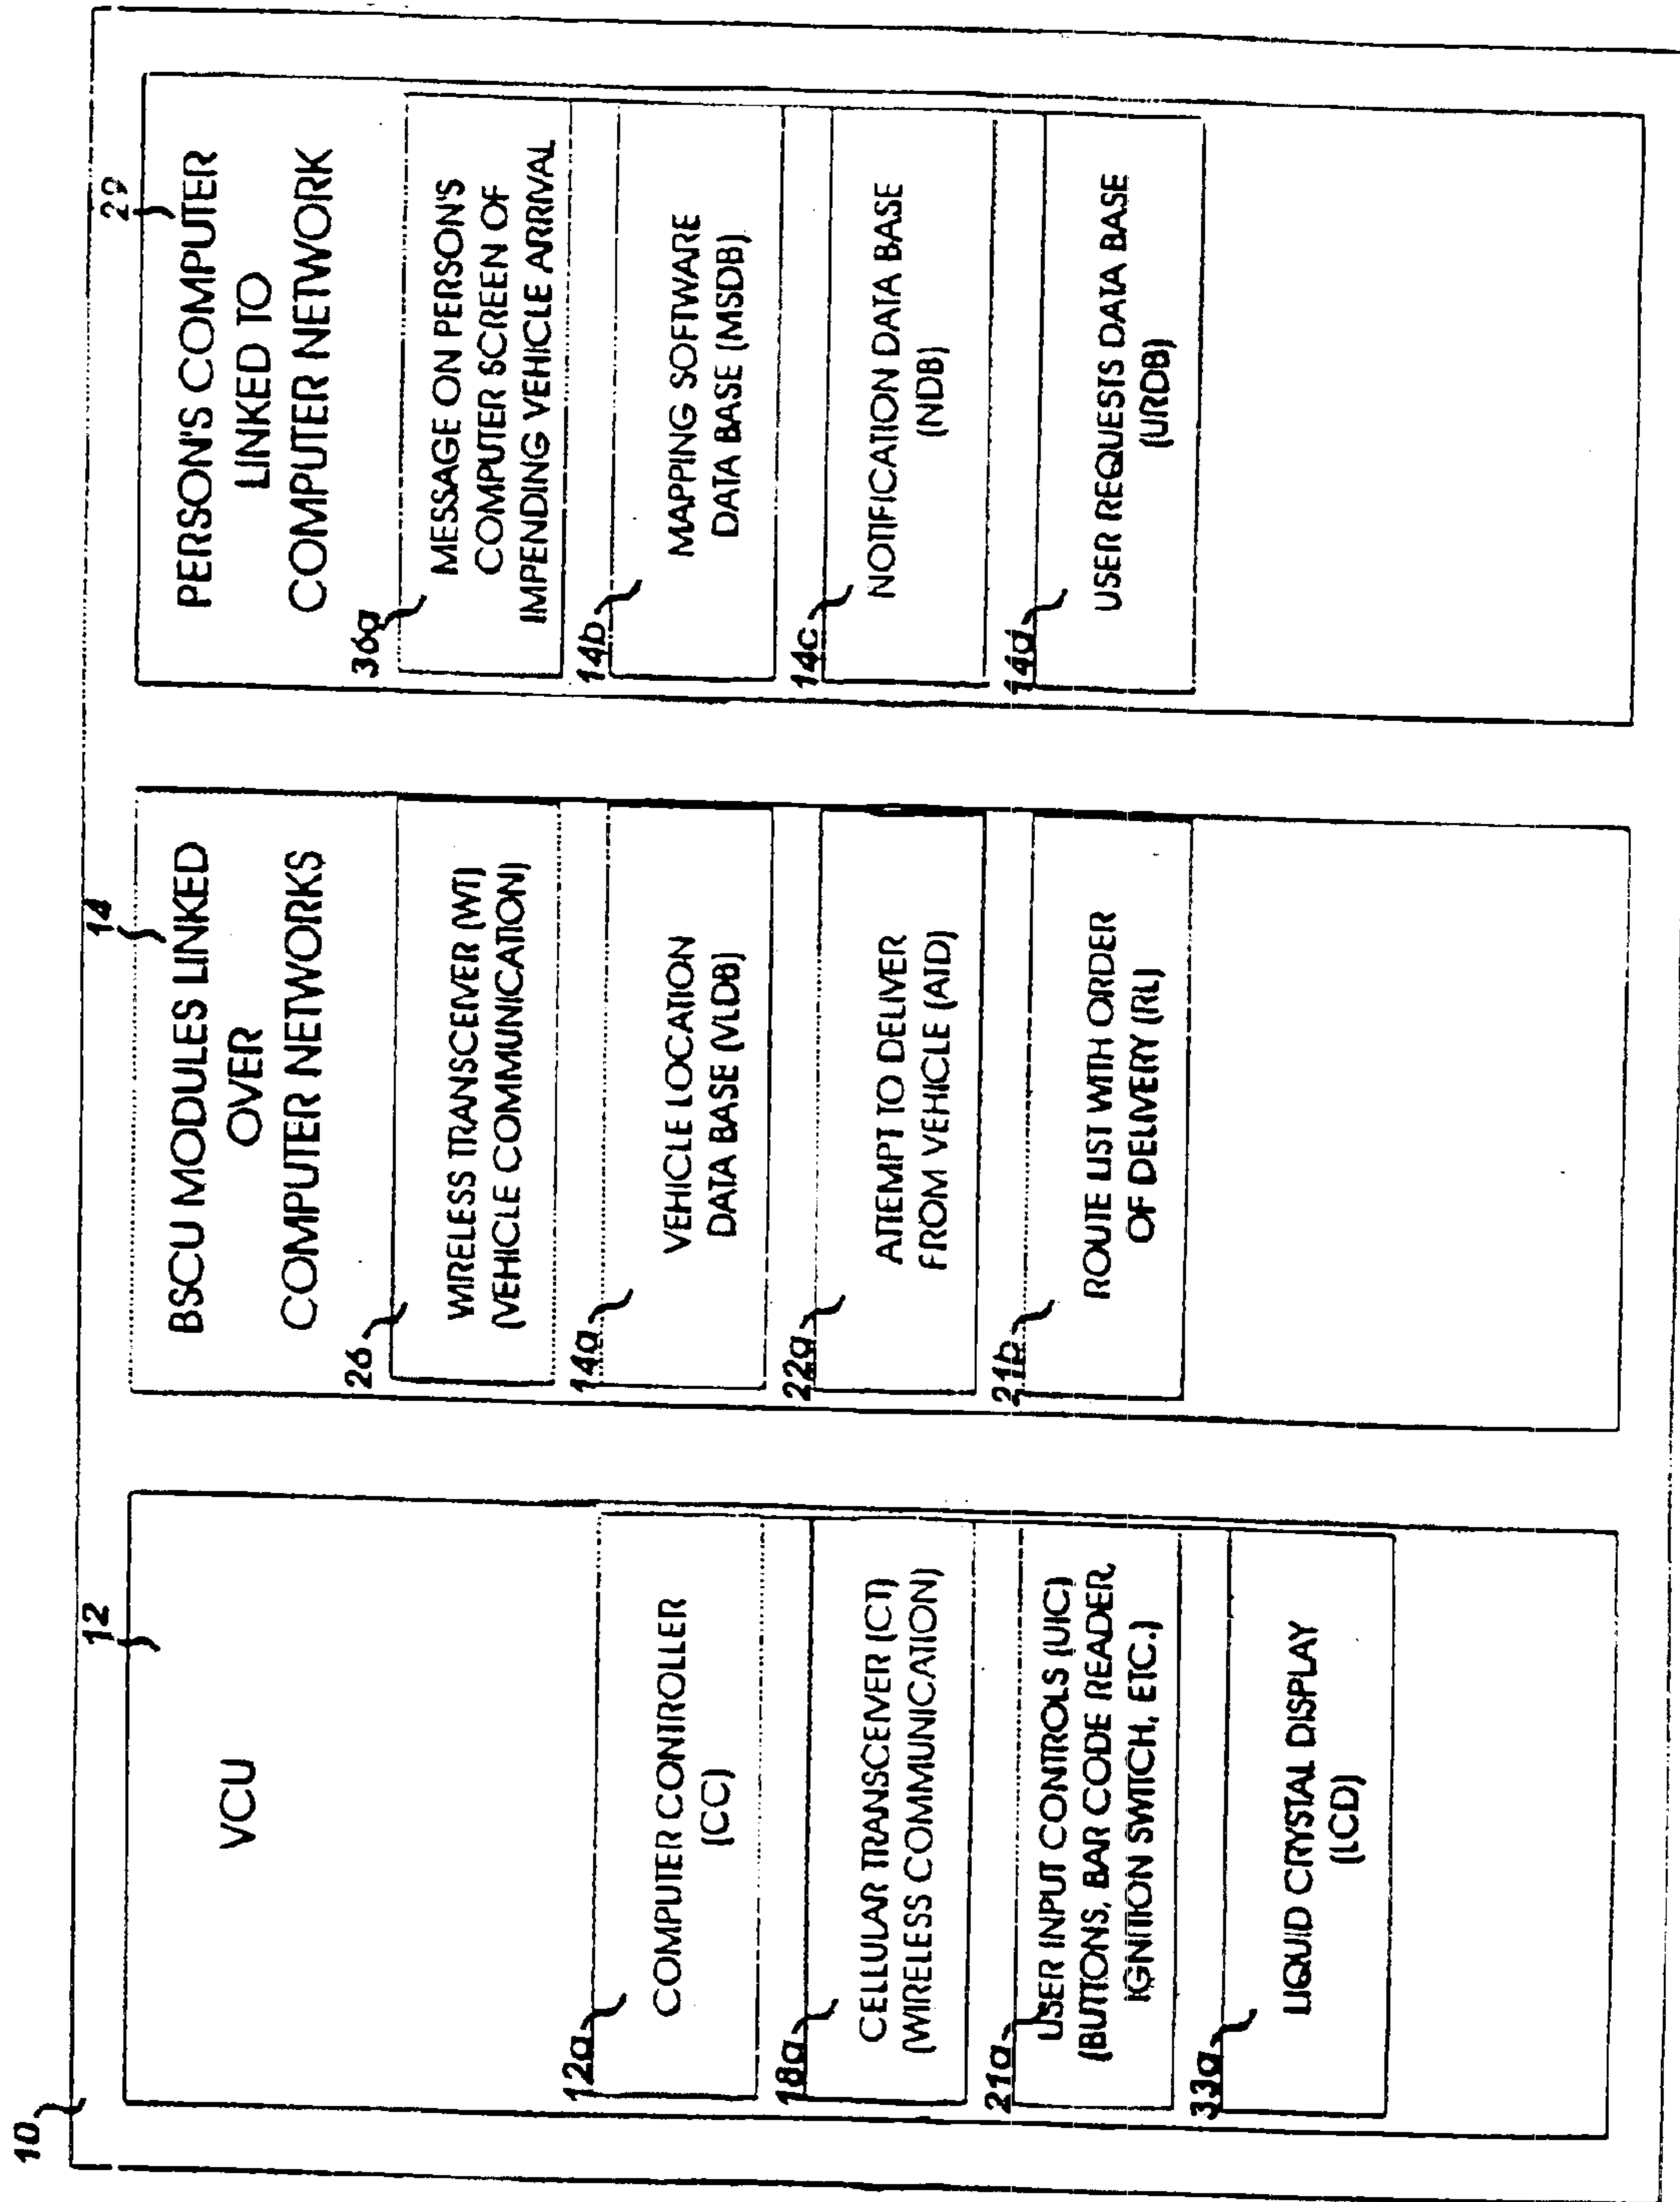 10
12
VCU
12a
COMPUTER CONTROLLER
(CC)
18a
CELLULAR TRANSCEIVER (CT)
(WIRELESS COMMUNICATION)
21a
USER INPUT CONTROLS (UIC)
(BUTTONS, BAR CODE READER,
IGNITION SWITCH, ETC.)
33a
LIQUID CRYSTAL DISPLAY
(LCD)
14
BSCU MODULES LINKED
OVER
COMPUTER NETWORKS
26
WIRELESS TRANSCEIVER (WT)
(VEHICLE COMMUNICATION)
14a
VEHICLE LOCATION
DATA BASE (VLDB)
22a
ATTEMPT TO DELIVER
FROM VEHICLE (ATD)
21b
ROUTE LIST WITH ORDER
OF DELIVERY (RL)
29
PERSON'S COMPUTER
LINKED TO
COMPUTER NETWORK
36a
MESSAGE ON PERSON'S
COMPUTER SCREEN OF
IMPENDING VEHICLE ARRIVAL
14b
MAPPING SOFTWARE
DATA BASE (MSDB)
14c
NOTIFICATION DATA BASE
(NDB)
14d
USER REQUESTS DATA BASE
(URDB)